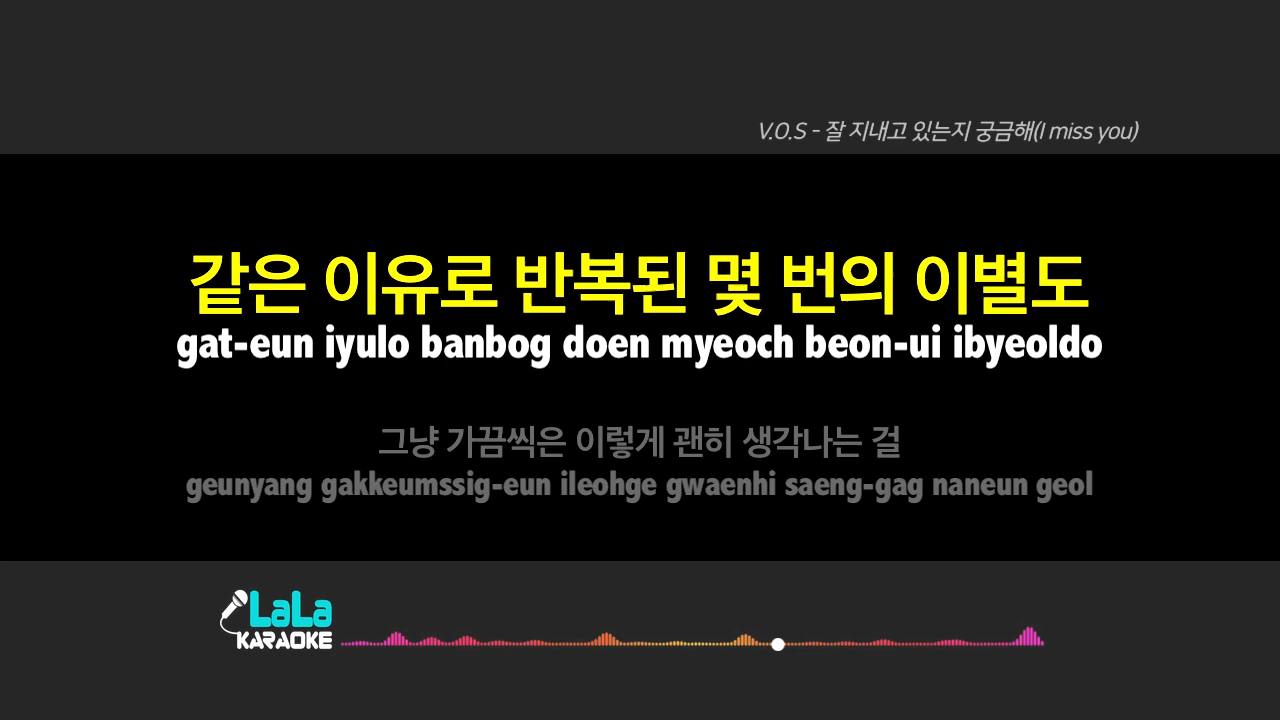 V.O.S - 잘 지내고 있는지 궁금해(I miss you)
같은 이유로 반복된 몇 번의 이별도
gat-eun iyulo banbog doen myeoch beon-ui ibyeoldo
그냥 가끔씩은 이렇게 괜히 생각나는 걸
geunyang gakkeumssig-eun ileohge gwaenhi saeng-gag naneun geol
LaLa
KARAOKE